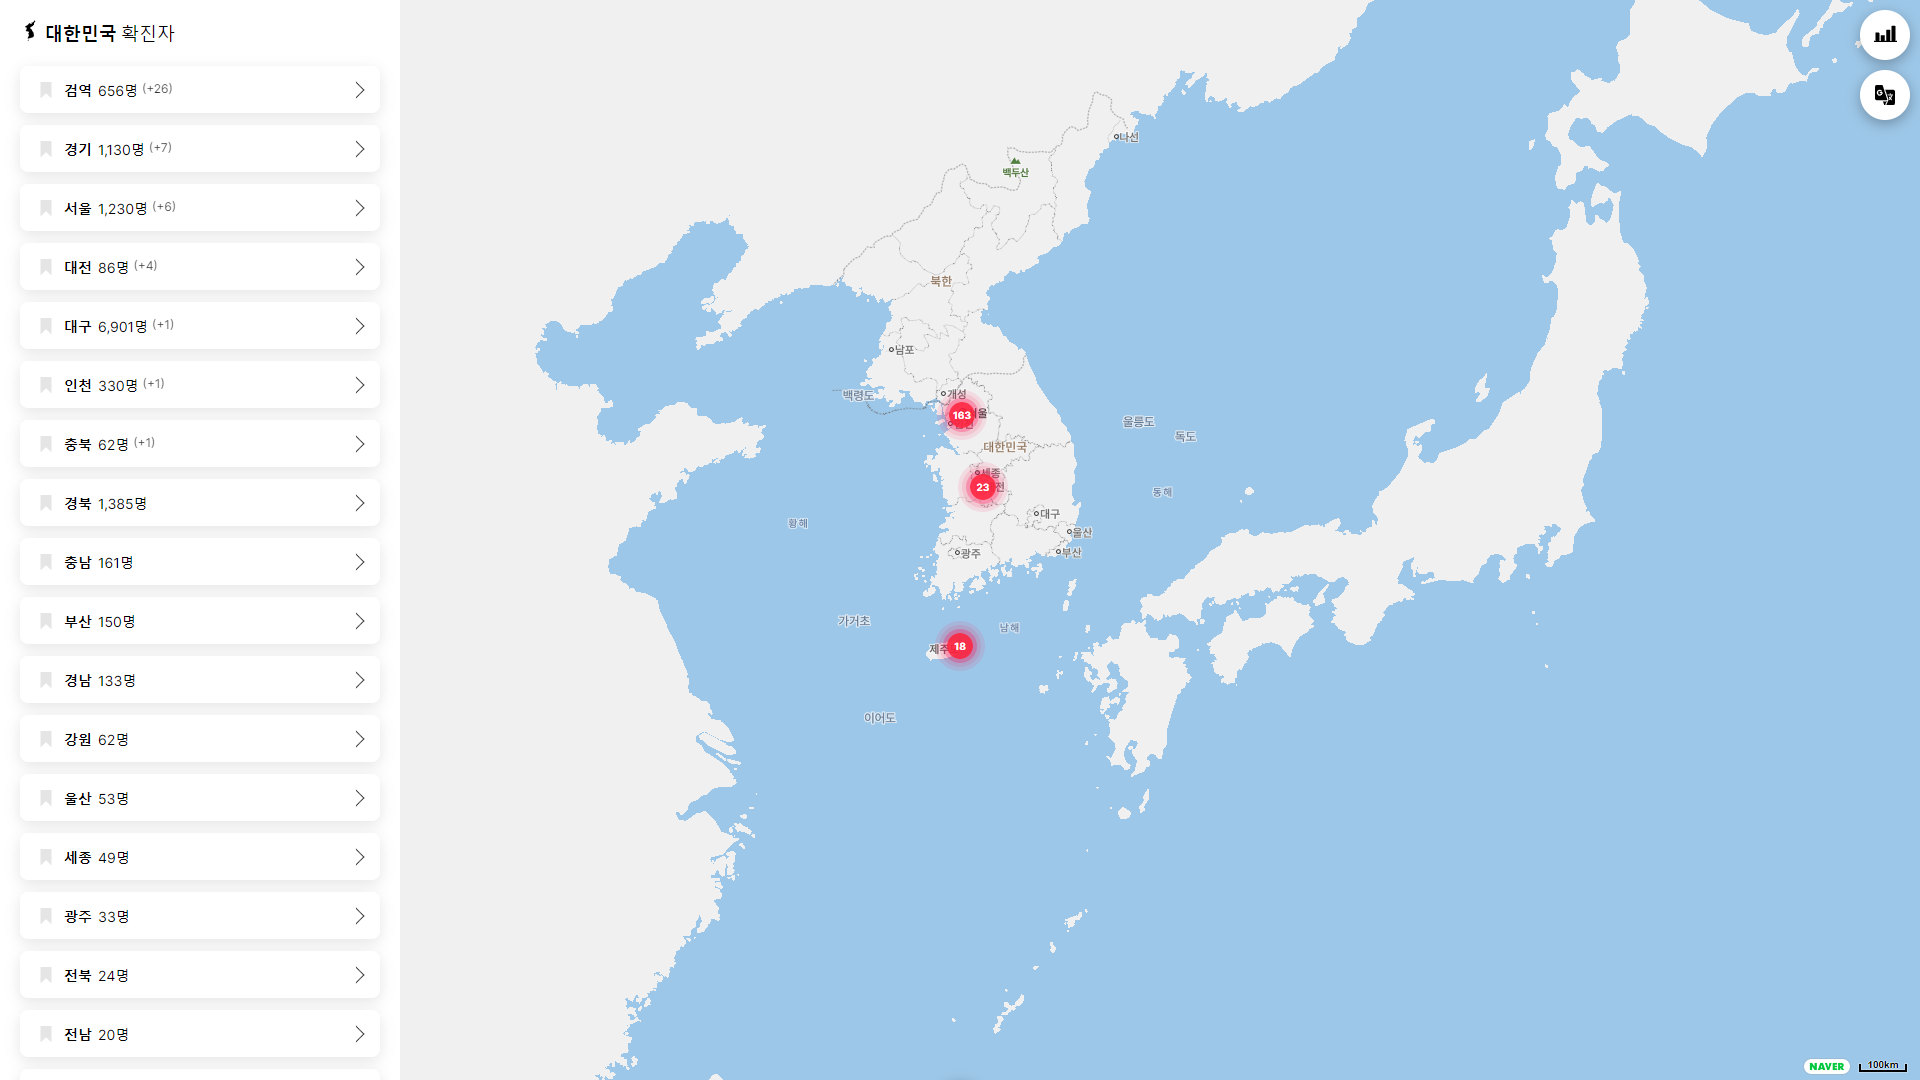 대한민국 확진자
검역 656명 (+26)
경기 1,130명 (+7)
서울 1,230명 (+6)
대전 86명 (+4)
대구 6,901명 (+1)
인천 330명 (+1)
충북 62명 (+1)
경북 1,385명
충남 161명
부산 150명
경남 133명
강원 62명
울산 53명
세종 49명
광주 33명
전북 24명
전남 20명
나선
백두산
북한
남포
백령도
개성
163
울
대한민국
울릉도
독도
세종
23
전
동해
대구
황해
울산
광주
부산
가거초
남해
제주
18
이어도
NAVER
100km